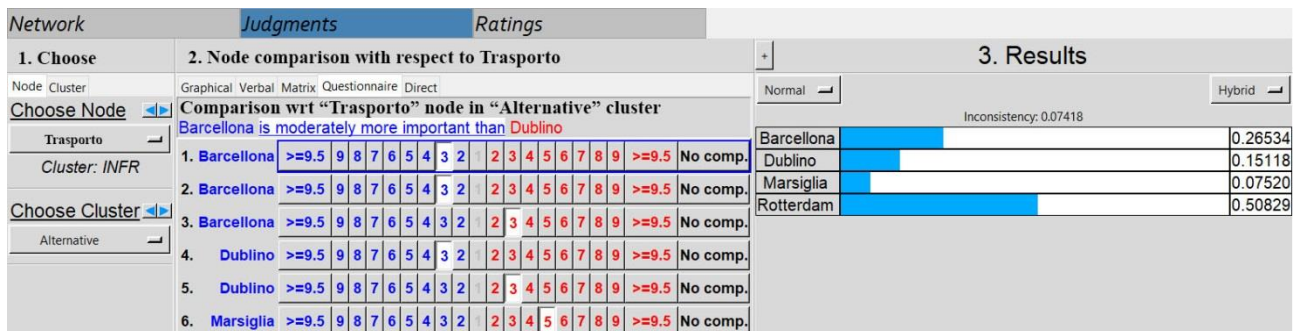 Network Judgments Ratings
1. Choose
Node Cluster
Choose Node
Trasporto
Cluster: INFR
Choose Cluster
Alternative
2. Node comparison with respect to Trasporto
Graphical Verbal Matrix Questionnaire Direct
Comparison wrt "Trasporto" node in "Alternative" cluster
Barcellona is moderately more important than Dublino
1. Barcellona >=9.5 9 8 7 6 5 4 3 2 1 2 3 4 5 6 7 8 9 >=9.5 No comp.
2. Barcellona >=9.5 9 8 7 6 5 4 3 2 1 2 3 4 5 6 7 8 9 >=9.5 No comp.
3. Barcellona >=9.5 9 8 7 6 5 4 3 2 1 2 3 4 5 6 7 8 9 >=9.5 No comp.
4. Dublino >=9.5 9 8 7 6 5 4 3 2 1 2 3 4 5 6 7 8 9 >=9.5 No comp.
5. Dublino >=9.5 9 8 7 6 5 4 3 2 1 2 3 4 5 6 7 8 9 >=9.5 No comp.
6. Marsiglia >=9.5 9 8 7 6 5 4 3 2 1 2 3 4 5 6 7 8 9 >=9.5 No comp.
+ 3. Results
Normal Hybrid
Inconsistency: 0.07418
Barcellona 0.26534
Dublino 0.15118
Marsiglia 0.07520
Rotterdam 0.50829